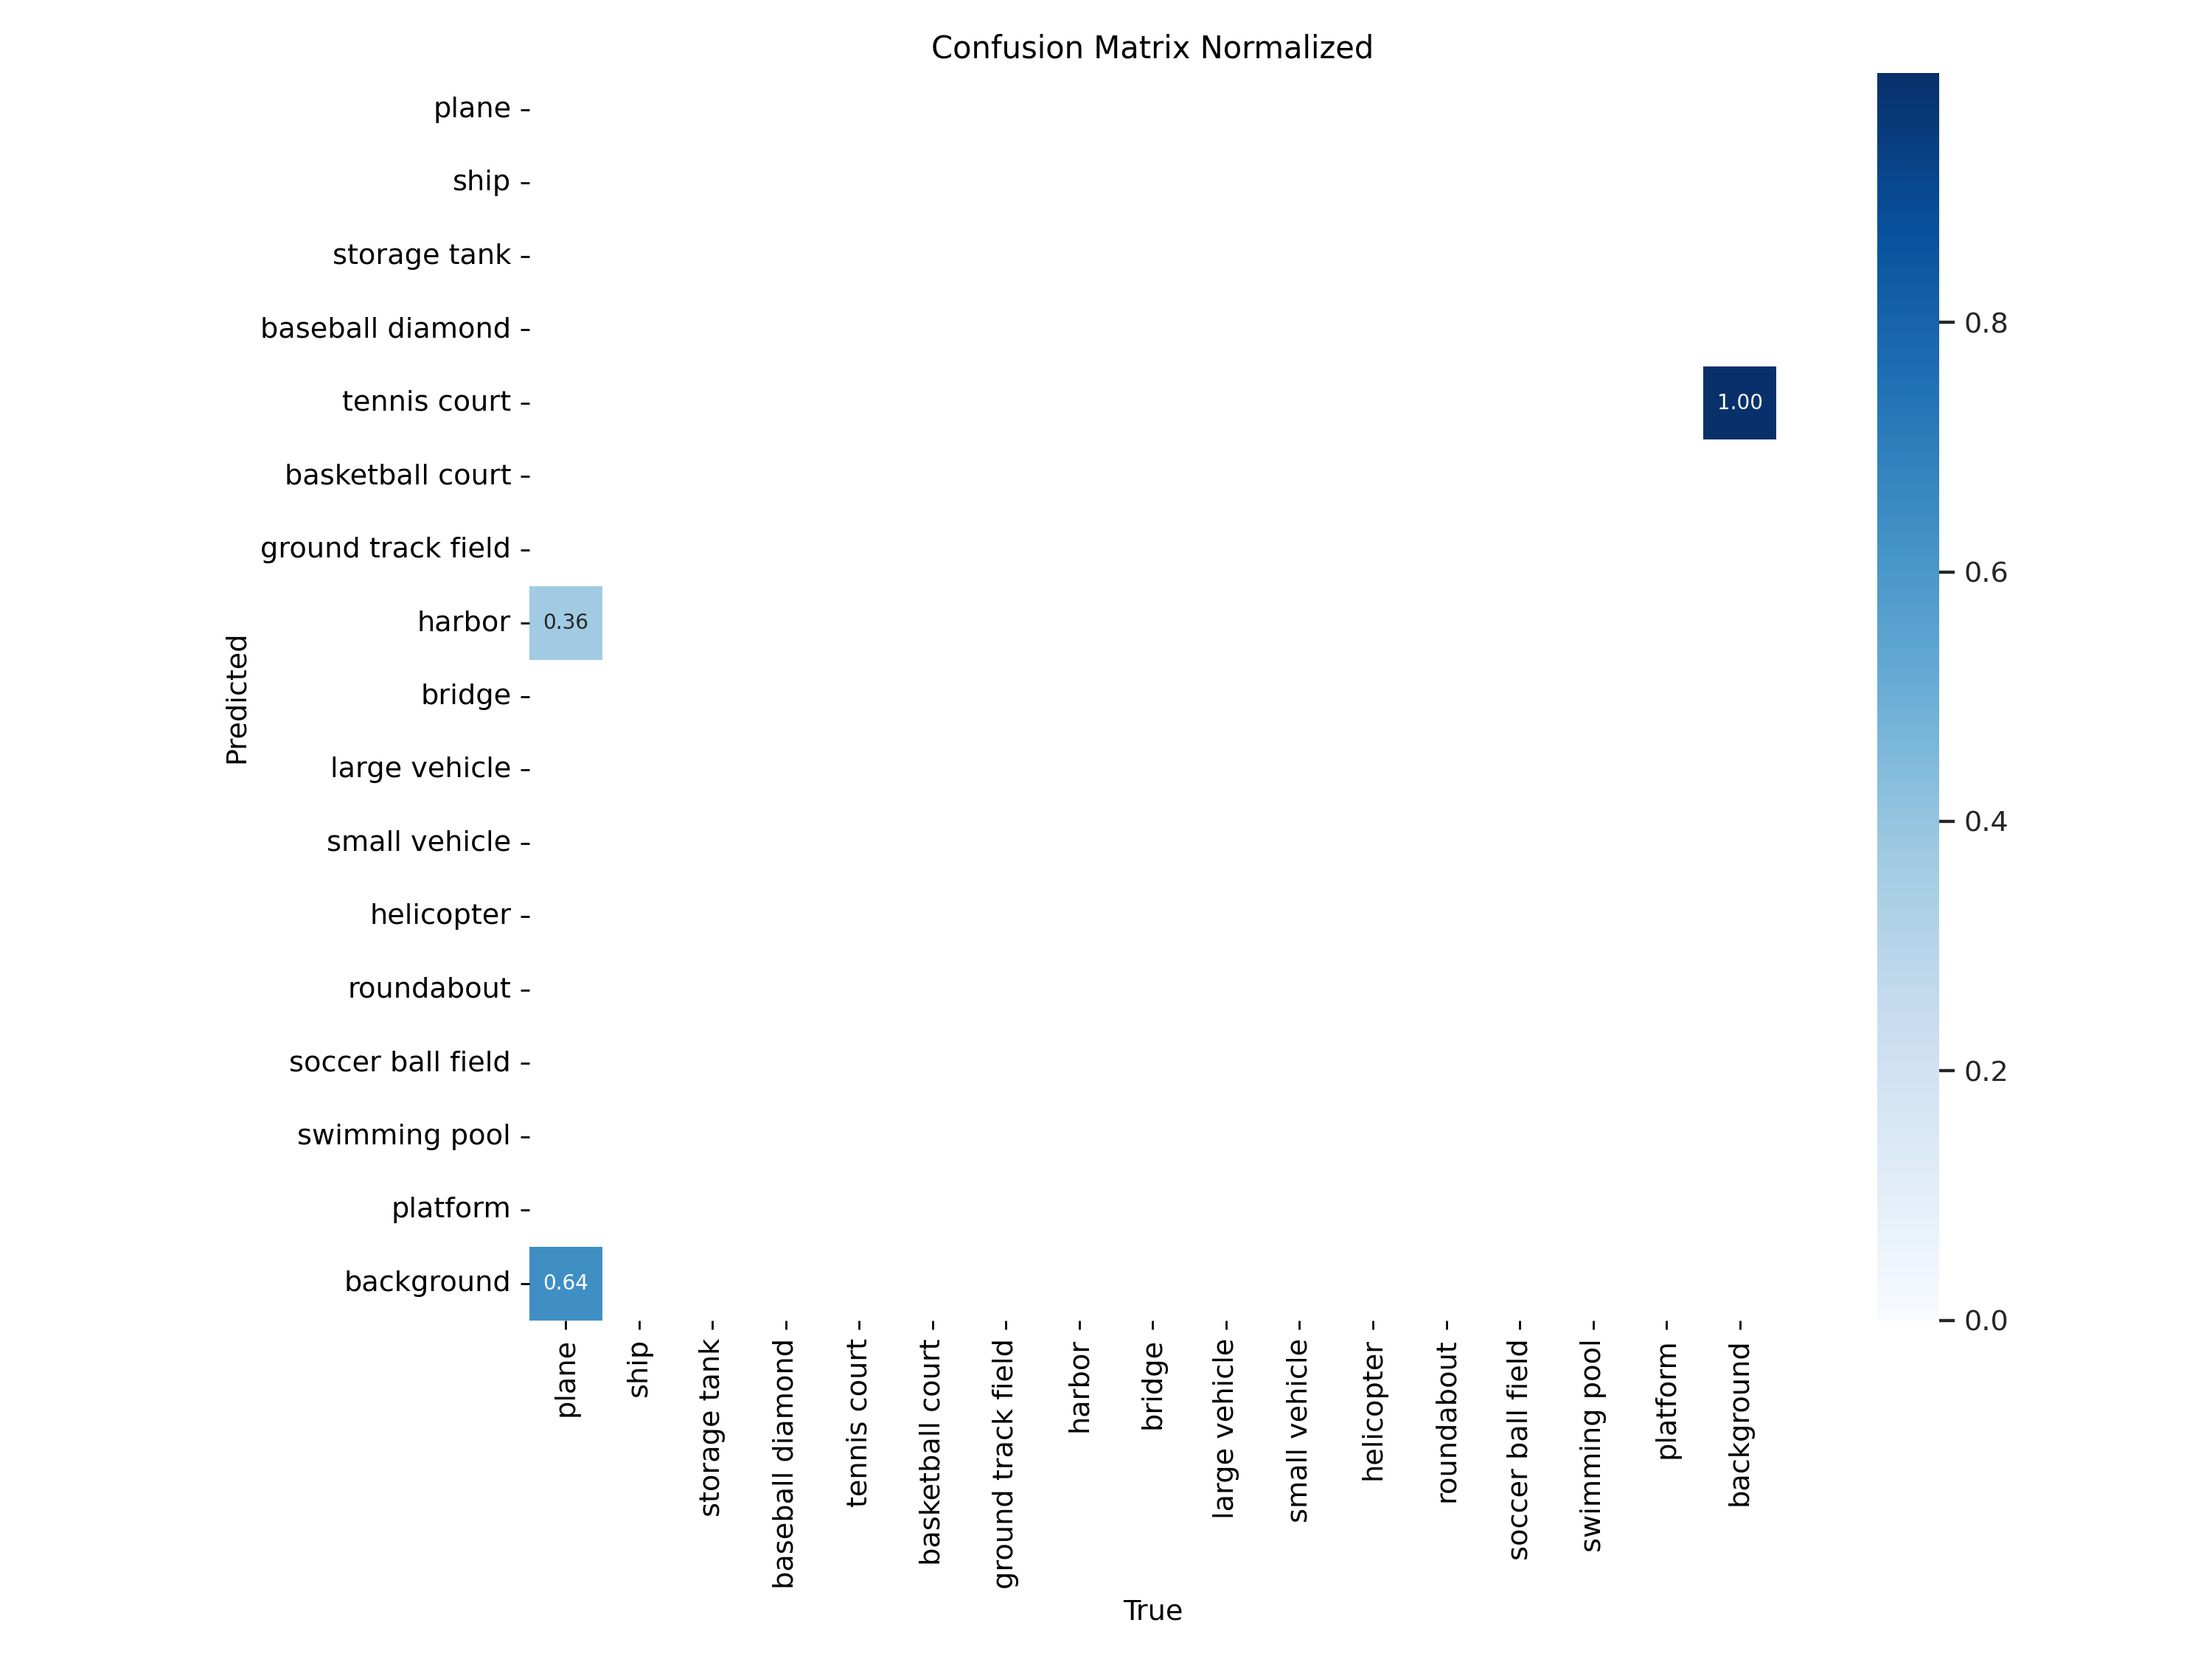 Confusion Matrix Normalized
plane
ship
storage tank
baseball diamond
tennis court
basketball court
ground track field
harbor
bridge
large vehicle
small vehicle
helicopter
roundabout
soccer ball field
swimming pool
platform
background
Predicted
1.00
0.36
0.64
plane
ship
storage tank
baseball diamond
tennis court
basketball court
ground track field
harbor
bridge
large vehicle
small vehicle
helicopter
roundabout
soccer ball field
swimming pool
platform
background
True
0.8
0.6
0.4
0.2
0.0